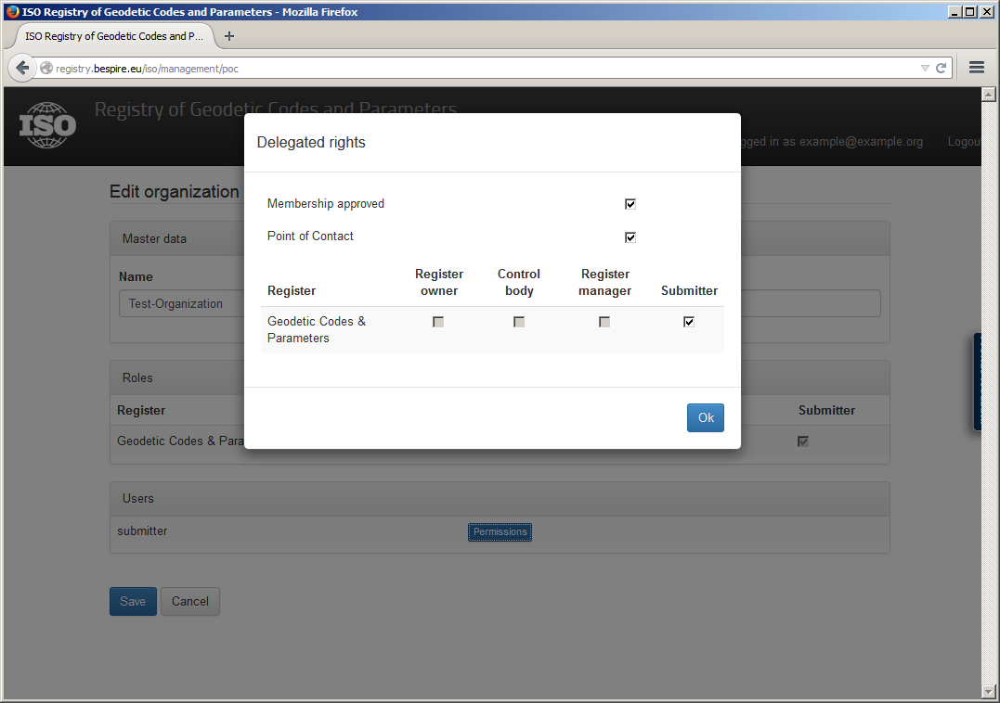 ISO Registry of Geodetic Codes and Parameters - Mozilla Firefox
ISO Registry of Geodetic Codes and P...
registry.bespire.eu/iso/management/poc
ISO
Registry of Geodetic Codes and Parameters
gged in as example@example.org
Logou
Delegated rights
Membership approved
Point of Contact
Register
Register owner
Control body
Register manager
Submitter
Geodetic Codes &
Parameters
Ok
Edit organization
Master data
Name
Test-Organization
Roles
Register
Submitter
Geodetic Codes & Para
Users
submitter
Permissions
Save
Cancel